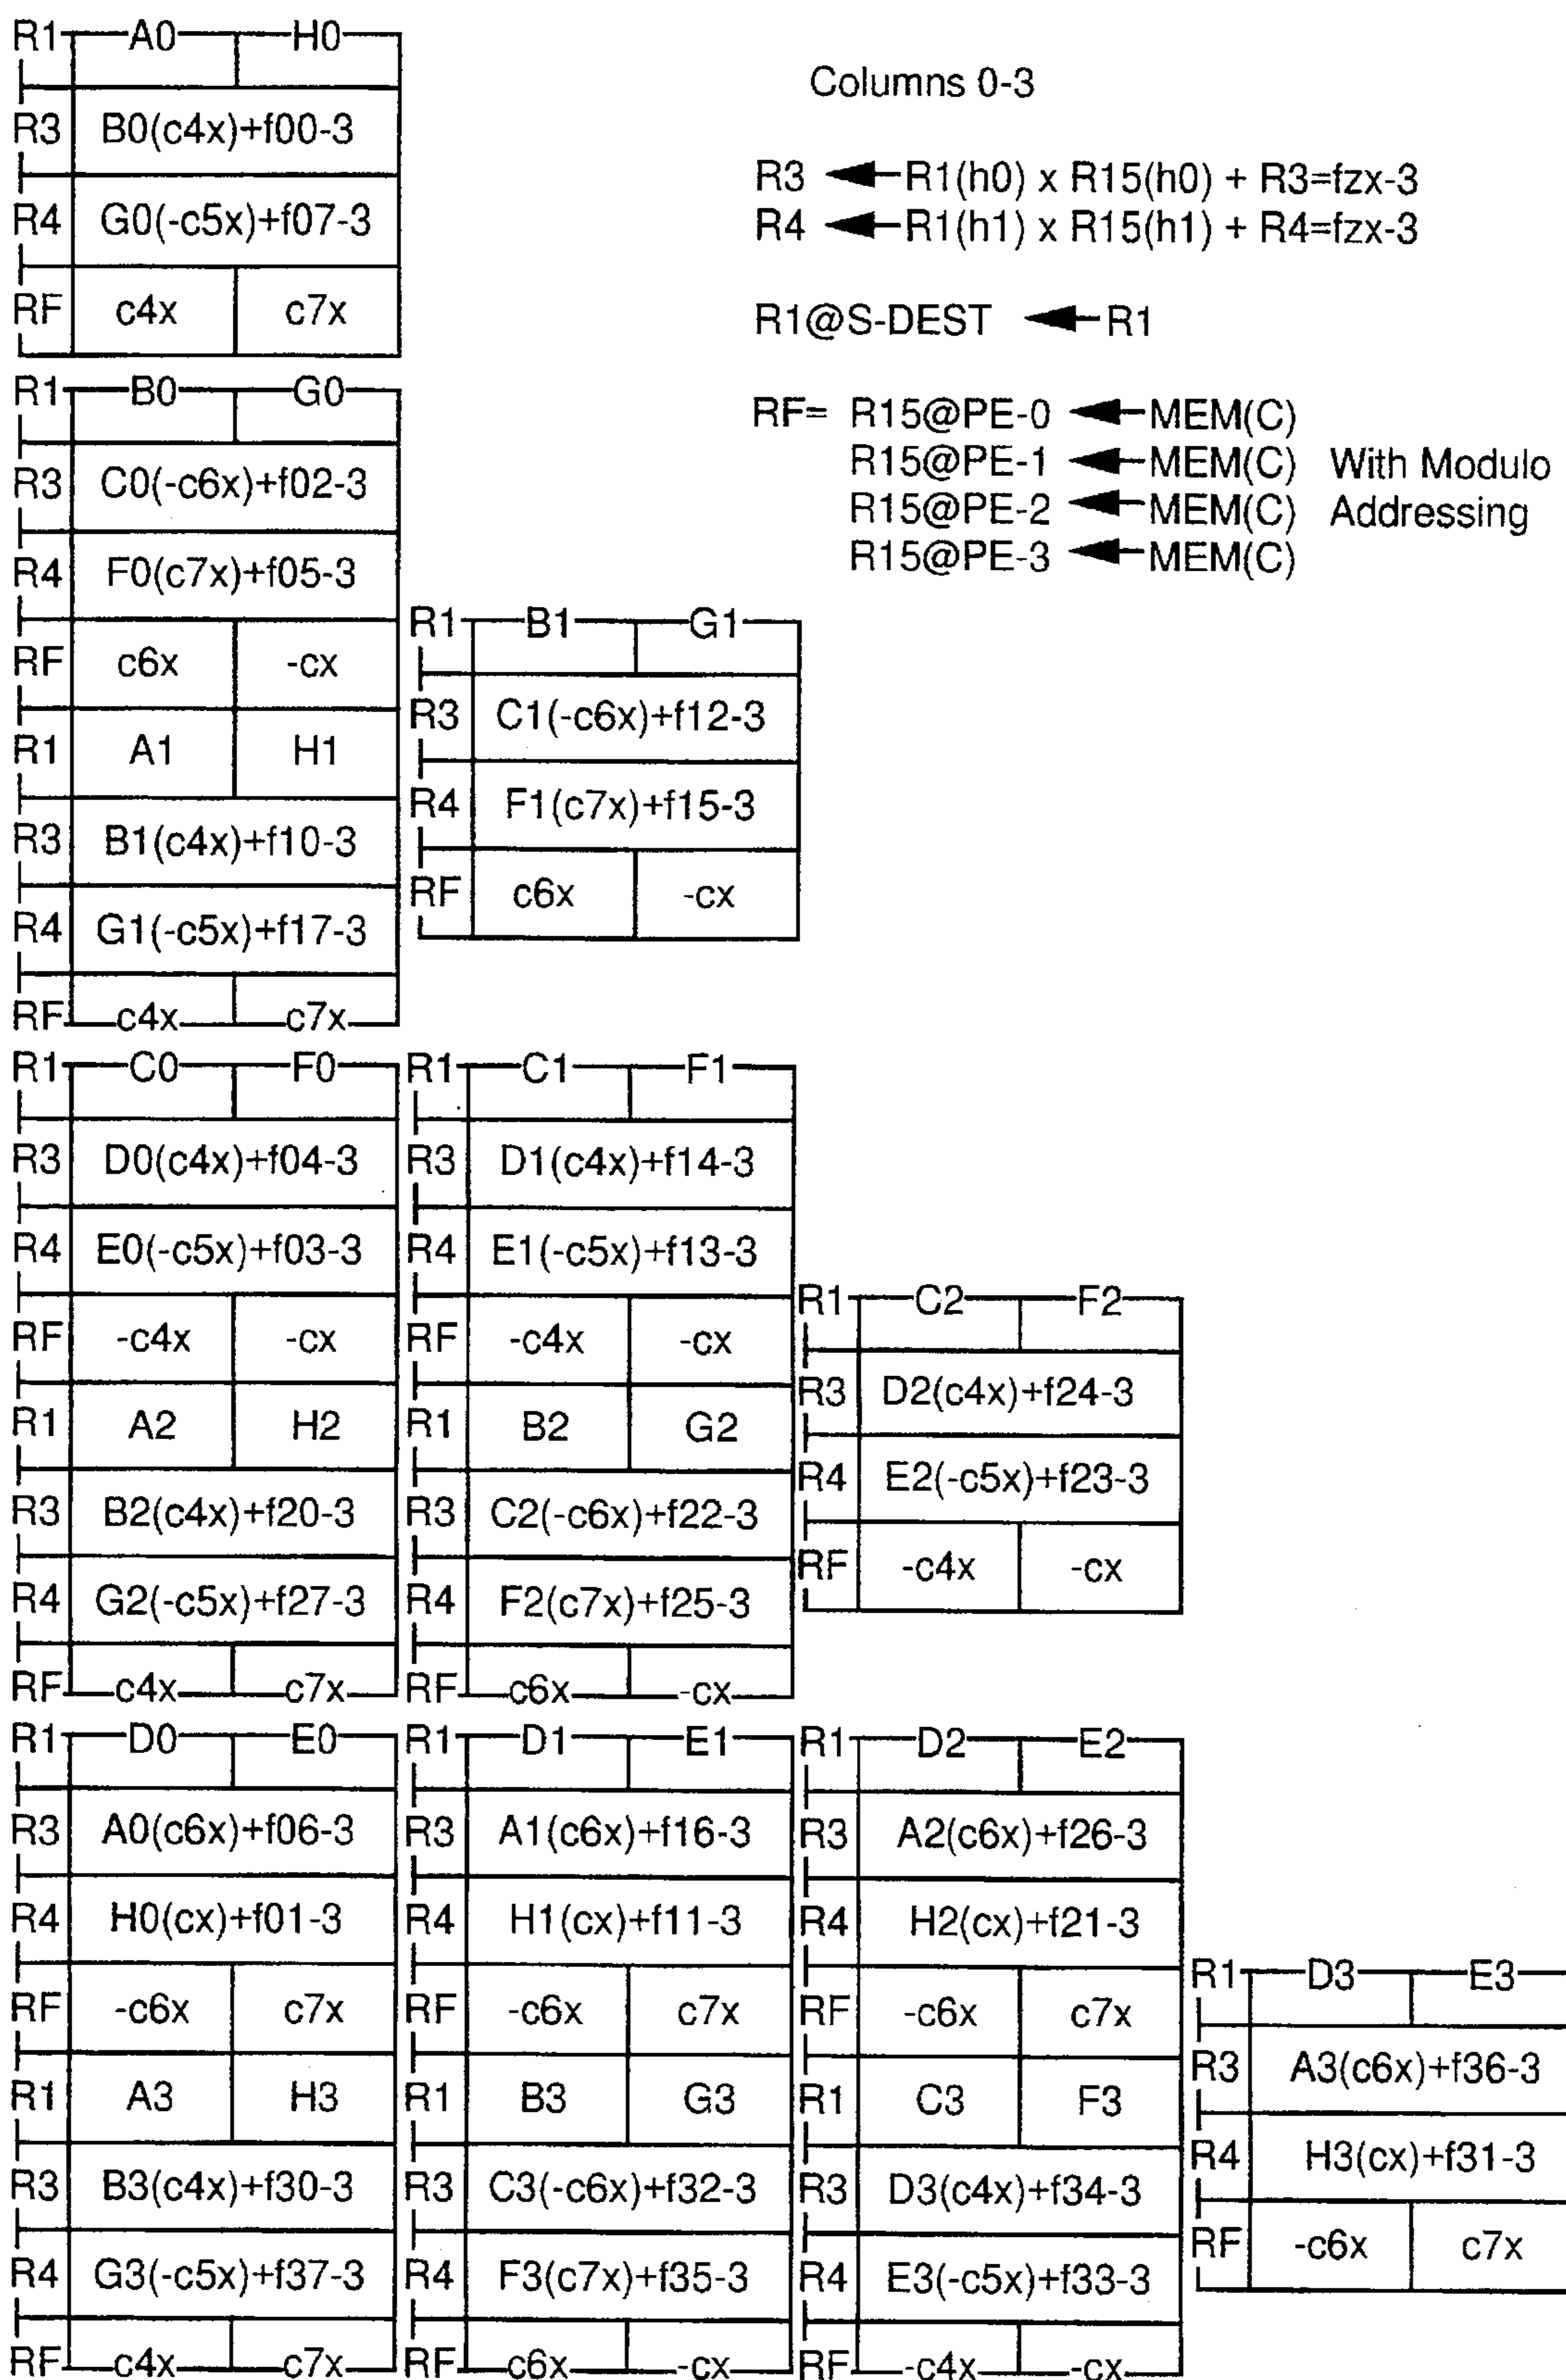 R1 A0 H0
R3 B0(c4x)+f00-3
R4 G0(-c5x)+f07-3
RF c4x c7x
Columns 0-3
R3 ← R1(h0) x R15(h0) + R3=fzx-3
R4 ← R1(h1) x R15(h1) + R4=fzx-3
R1@S-DEST ← R1
RF= R15@PE-0 ← MEM(C)
R15@PE-1 ← MEM(C) With Modulo
R15@PE-2 ← MEM(C) Addressing
R15@PE-3 ← MEM(C)
R1 B0 G0
R3 C0(-c6x)+f02-3
R4 F0(c7x)+f05-3
RF c6x -cx
R1 A1 H1
R3 B1(c4x)+f10-3
R4 G1(-c5x)+f17-3
RF c4x c7x
R1 B1 G1
R3 C1(-c6x)+f12-3
R4 F1(c7x)+f15-3
RF c6x -cx
R1 C0 F0
R3 D0(c4x)+f04-3
R4 E0(-c5x)+f03-3
RF -c4x -cx
R1 A2 H2
R3 B2(c4x)+f20-3
R4 G2(-c5x)+f27-3
RF c4x c7x
R1 C1 F1
R3 D1(c4x)+f14-3
R4 E1(-c5x)+f13-3
RF -c4x -cx
R1 B2 G2
R3 C2(-c6x)+f22-3
R4 F2(c7x)+f25-3
RF c6x -cx
R1 C2 F2
R3 D2(c4x)+f24-3
R4 E2(-c5x)+f23-3
RF -c4x -cx
R1 D0 E0
R3 A0(c6x)+f06-3
R4 H0(cx)+f01-3
RF -c6x c7x
R1 A3 H3
R3 B3(c4x)+f30-3
R4 G3(-c5x)+f37-3
RF c4x c7x
R1 D1 E1
R3 A1(c6x)+f16-3
R4 H1(cx)+f11-3
RF -c6x c7x
R1 B3 G3
R3 C3(-c6x)+f32-3
R4 F3(c7x)+f35-3
RF c6x -cx
R1 D2 E2
R3 A2(c6x)+f26-3
R4 H2(cx)+f21-3
RF -c6x c7x
R1 C3 F3
R3 D3(c4x)+f34-3
R4 E3(-c5x)+f33-3
RF -c4x -cx
R1 D3 E3
R3 A3(c6x)+f36-3
R4 H3(cx)+f31-3
RF -c6x c7x